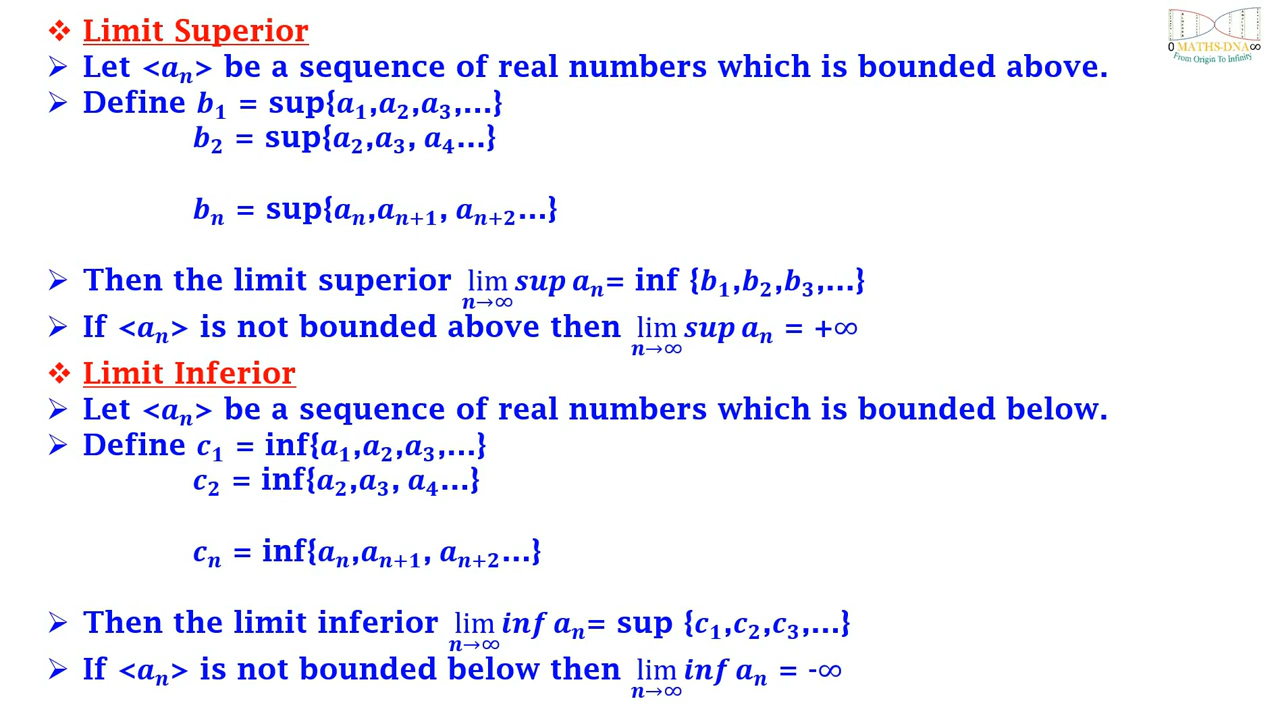 ❖ Limit Superior
➢ Let <aₙ> be a sequence of real numbers which is bounded above.
➢ Define b₁ = sup{a₁,a₂,a₃,...}
b₂ = sup{a₂,a₃, a₄...}
bₙ = sup{aₙ,aₙ₊₁, aₙ₊₂...}
➢ Then the limit superior lim n→∞ sup aₙ= inf {b₁,b₂,b₃,...}
➢ If <aₙ> is not bounded above then lim n→∞ sup aₙ = +∞
❖ Limit Inferior
➢ Let <aₙ> be a sequence of real numbers which is bounded below.
➢ Define c₁ = inf{a₁,a₂,a₃,...}
c₂ = inf{a₂,a₃, a₄...}
cₙ = inf{aₙ,aₙ₊₁, aₙ₊₂...}
➢ Then the limit inferior lim n→∞ inf aₙ= sup {c₁,c₂,c₃,...}
➢ If <aₙ> is not bounded below then lim n→∞ inf aₙ = -∞
0 MATHS-DNA∞
From Origin To Infinity